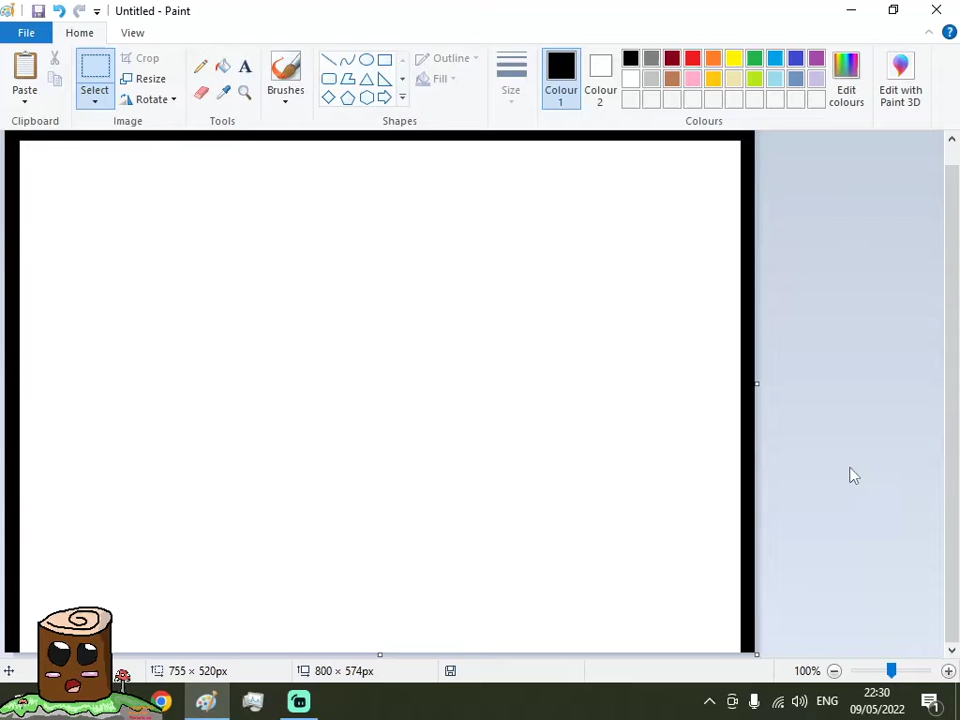 Untitled - Paint
File
Home
View
Paste
Select
Crop
Resize
Rotate
Brushes
Outline
Fill
Size
Colour
1
Colour
2
Edit
colours
Edit with
Paint 3D
Clipboard
Image
Tools
Shapes
Colours
755 × 520px
800 × 574px
100%
ENG
22:30
09/05/2022
1